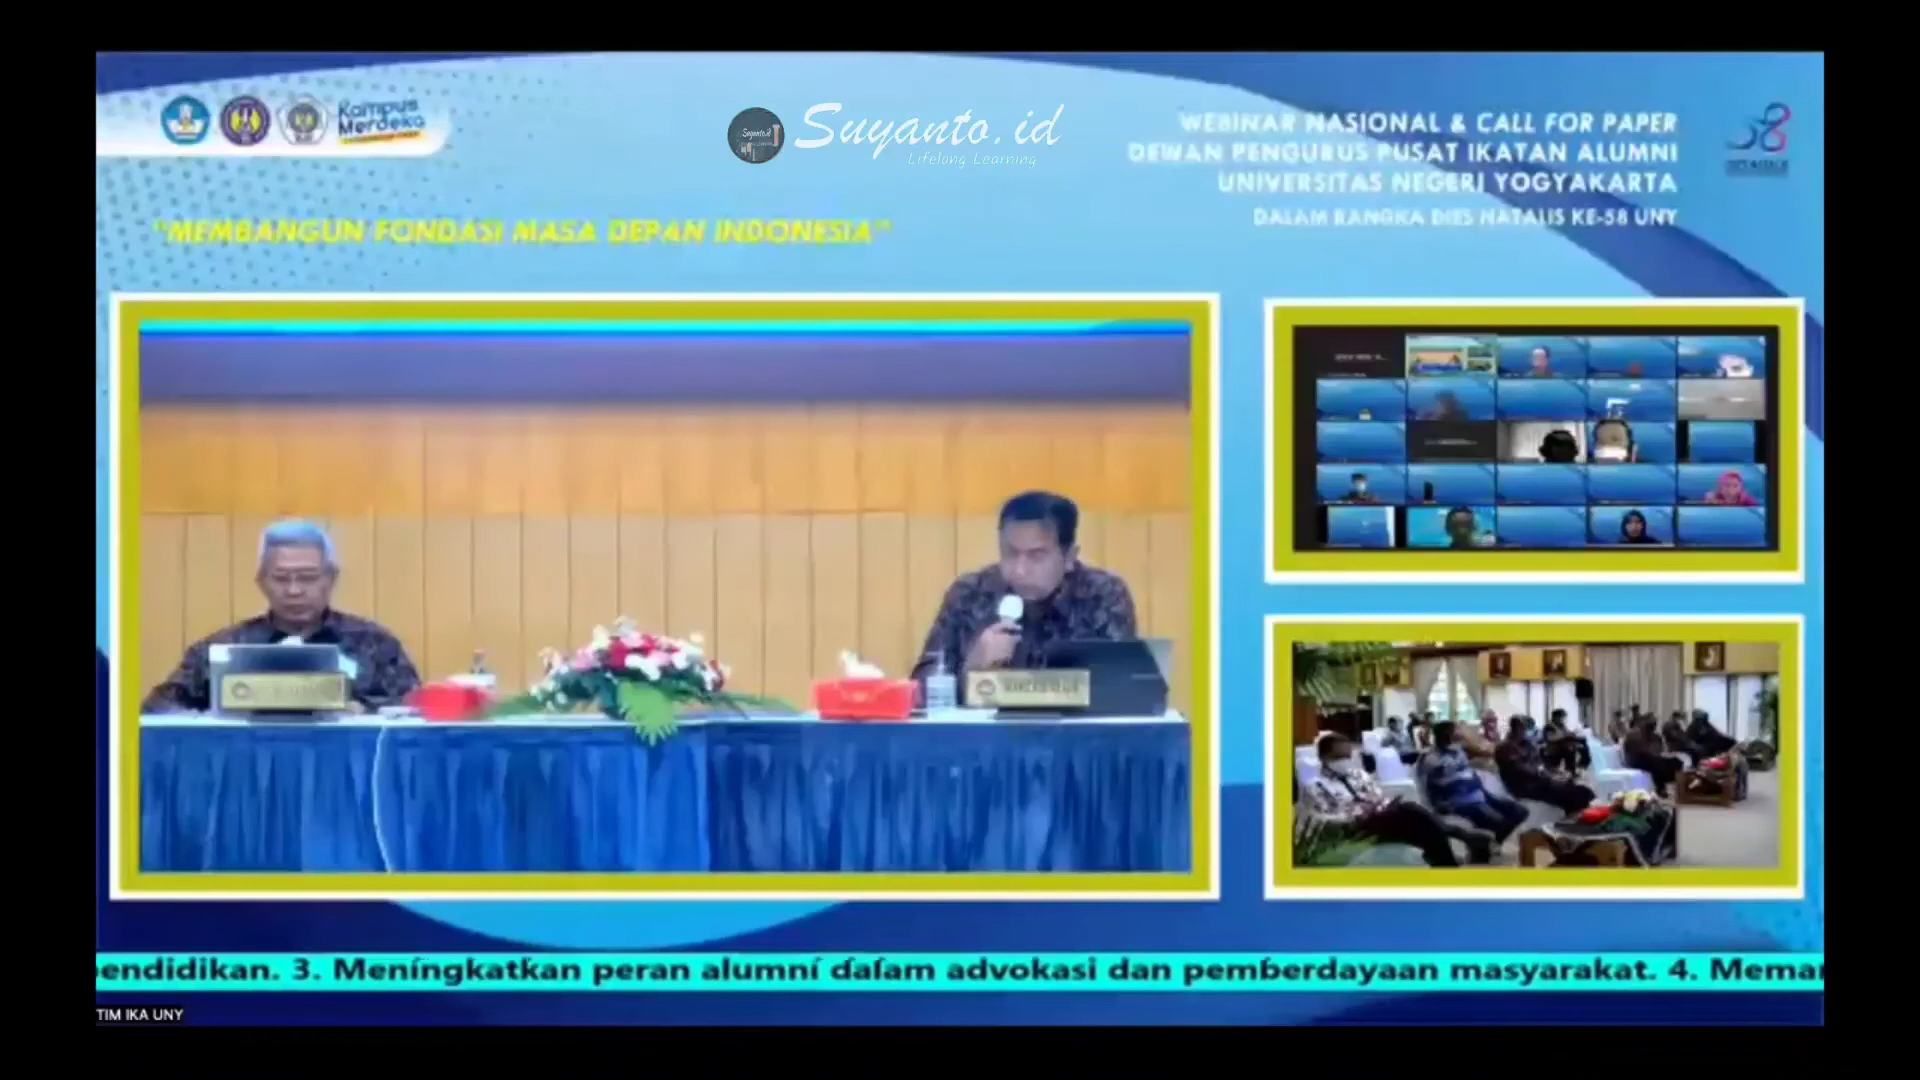 Kampus
Merdeka
Suyanto.id
Lifelong Learning
WEBINAR NASIONAL & CALL FOR PAPER
DEWAN PENGURUS PUSAT IKATAN ALUMNI
UNIVERSITAS NEGERI YOGYAKARTA
DALAM RANGKA DIES NATALIS KE-58 UNY
"MEMBANGUN FONDASI MASA DEPAN INDONESIA"
endidikan. 3. Meningkatkan peran alumni dalam advokasi dan pemberdayaan masyarakat. 4. Mema
TIM IKA UNY